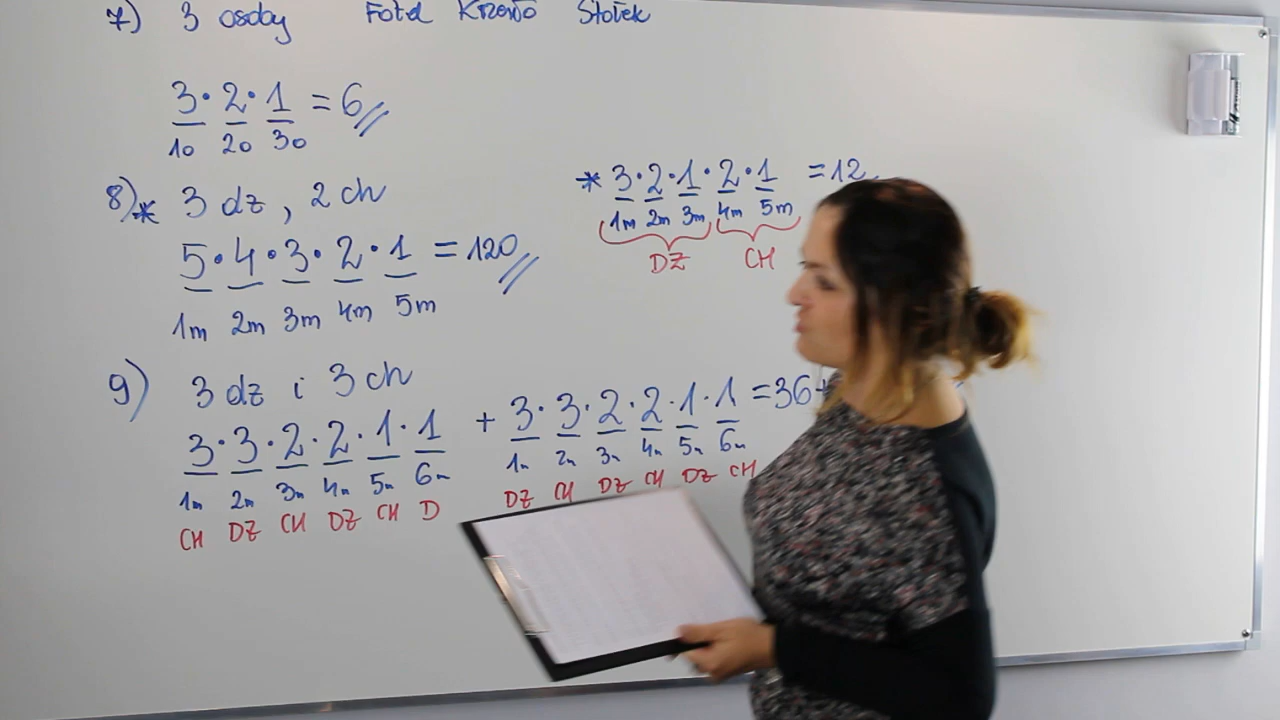 7) 3 osoby Fotel Krzesło Stołek
3 · 2 · 1 = 6
1o 2o 3o
8)* 3 dz, 2 ch
5 · 4 · 3 · 2 · 1 = 120
1m 2m 3m 4m 5m
* 3 · 2 · 1 · 2 · 1 = 12
1m 2m 3m 4m 5m
DZ CH
9) 3 dz i 3 ch
3 · 3 · 2 · 2 · 1 · 1 + 3 · 3 · 2 · 2 · 1 · 1 = 36+
1m 2m 3m 4m 5m 6m 1m 2m 3m 4m 5m 6m
CH DZ CH DZ CH D DZ CH DZ CH DZ CH